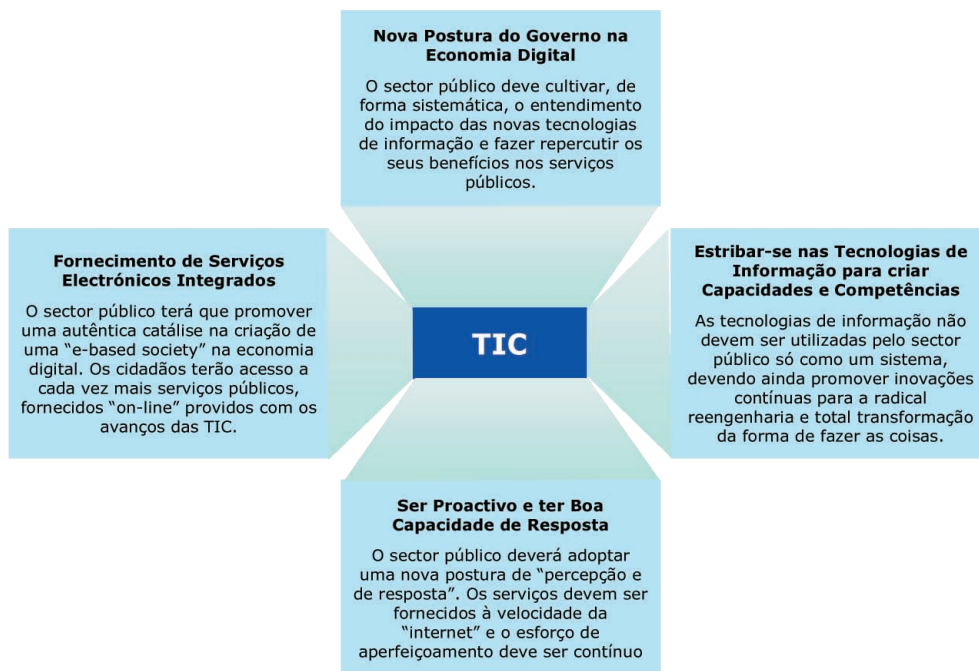 Nova Postura do Governo na
Economia Digital
O sector público deve cultivar, de
forma sistemática, o entendimento
do impacto das novas tecnologias
de informação e fazer repercutir os
seus benefícios nos serviços
públicos.
Fornecimento de Serviços
Electrónicos Integrados
O sector público terá que promover
uma autêntica catálise na criação de
uma “e-based society” na economia
digital. Os cidadãos terão acesso a
cada vez mais serviços públicos,
fornecidos “on-line” providos com os
avanços das TIC.
TIC
Estribar-se nas Tecnologias de
Informação para criar
Capacidades e Competências
As tecnologias de informação não
devem ser utilizadas pelo sector
público só como um sistema,
devendo ainda promover inovações
contínuas para a radical
reengenharia e total transformação
da forma de fazer as coisas.
Ser Proactivo e ter Boa
Capacidade de Resposta
O sector público deverá adoptar
uma nova postura de “percepção e
de resposta”. Os serviços devem ser
fornecidos à velocidade da
“internet” e o esforço de
aperfeiçoamento deve ser contínuo